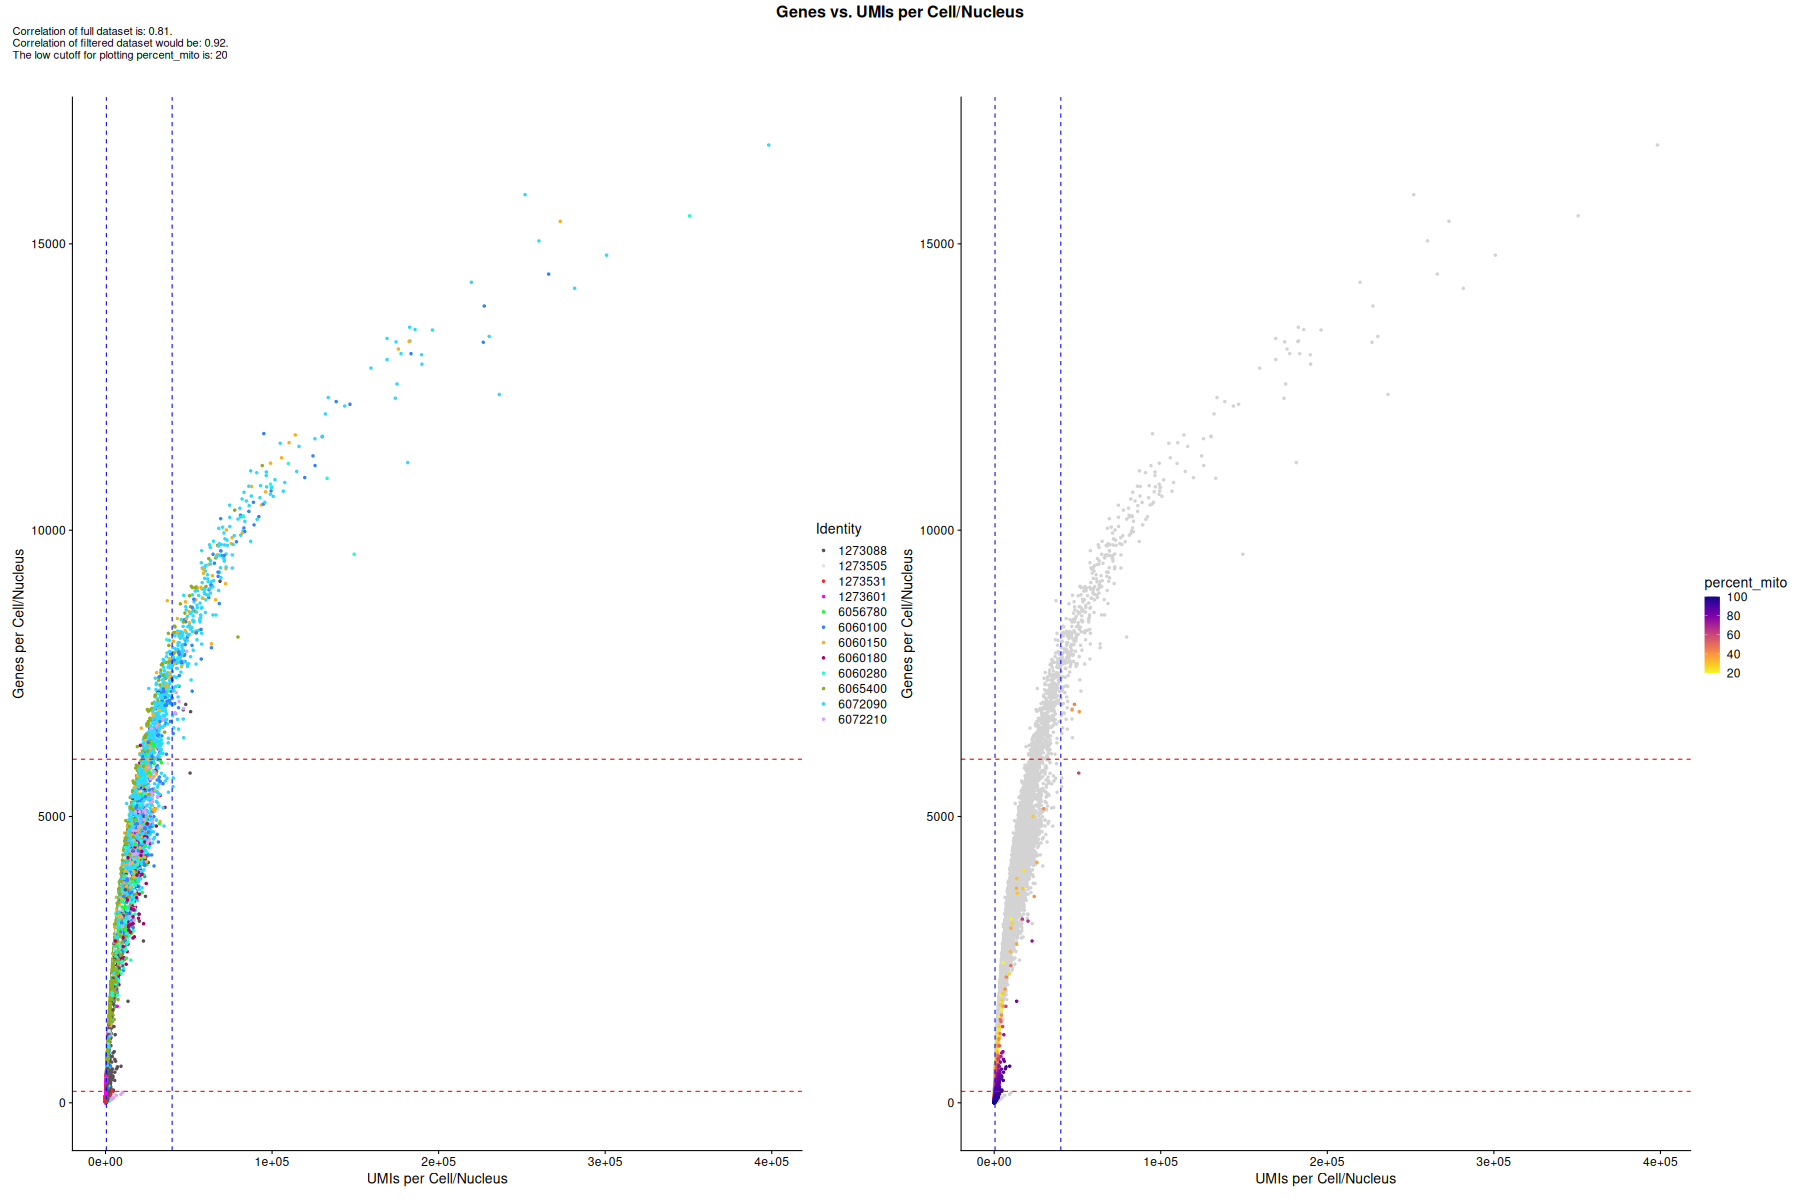 Genes vs. UMIs per Cell/Nucleus
Correlation of full dataset is: 0.81.
Correlation of filtered dataset would be: 0.92.
The low cutoff for plotting percent_mito is: 20
Genes per Cell/Nucleus
15000
10000
5000
0
0e+00
1e+05
2e+05
3e+05
4e+05
UMIs per Cell/Nucleus
Identity
1273088
1273505
1273531
1273601
6056780
6060100
6060150
6060180
6060280
6065400
6072090
6072210
Genes per Cell/Nucleus
15000
10000
5000
0
0e+00
1e+05
2e+05
3e+05
4e+05
UMIs per Cell/Nucleus
percent_mito
100
80
60
40
20